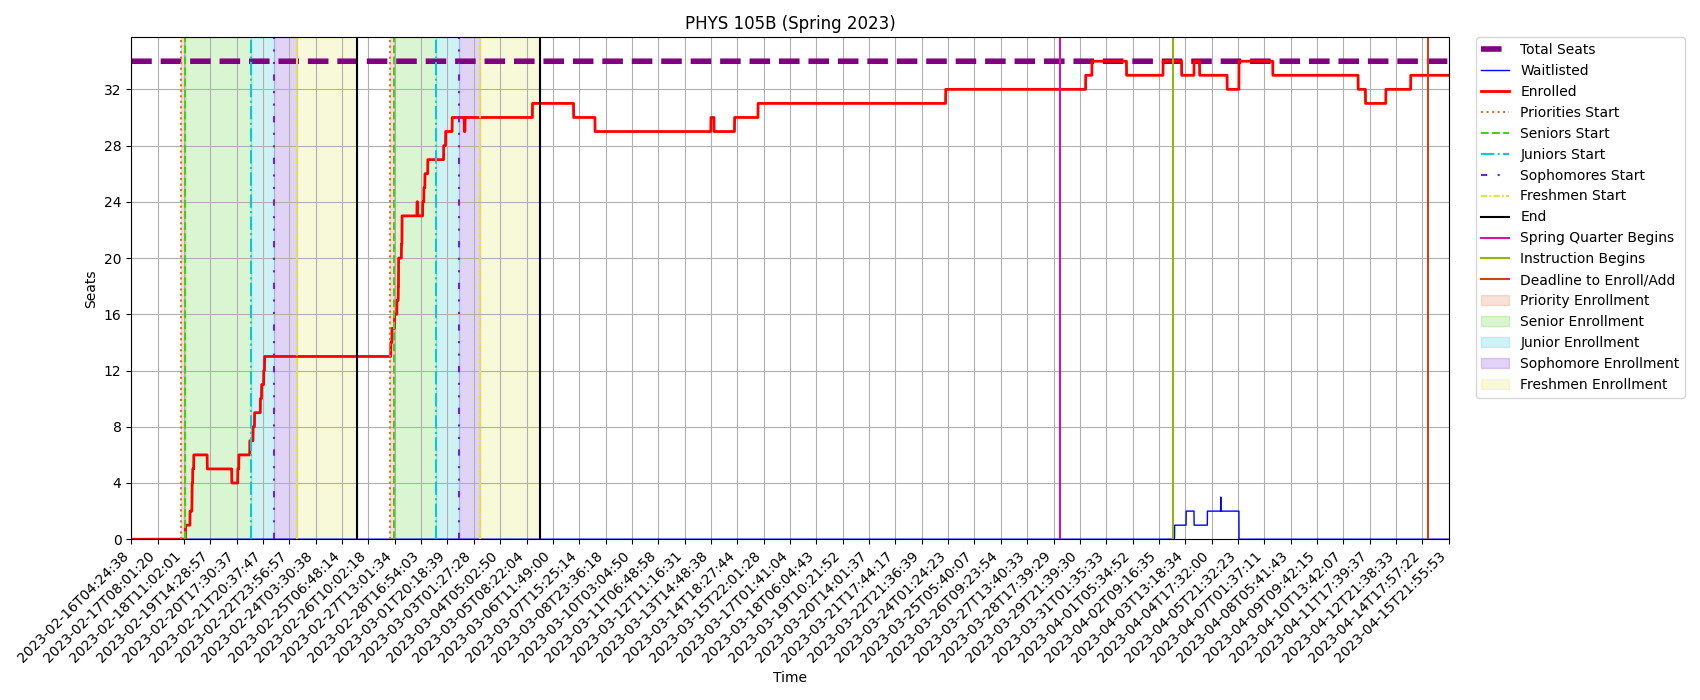 PHYS 105B (Spring 2023)
Seats
32
28
24
20
16
12
8
4
0
2023-02-16T04:24:38
2023-02-17T08:01:20
2023-02-18T11:02:01
2023-02-19T14:28:57
2023-02-20T17:30:37
2023-02-21T20:37:47
2023-02-22T23:56:57
2023-02-24T03:30:38
2023-02-25T06:48:14
2023-02-26T10:02:18
2023-02-27T13:01:34
2023-02-28T16:54:03
2023-03-01T20:18:39
2023-03-04T01:27:28
2023-03-04T05:02:50
2023-03-05T08:22:04
2023-03-06T11:49:00
2023-03-07T15:25:14
2023-03-08T23:36:18
2023-03-10T03:04:50
2023-03-11T06:48:58
2023-03-12T11:16:31
2023-03-13T14:48:38
2023-03-14T18:27:44
2023-03-15T22:01:28
2023-03-17T01:41:04
2023-03-18T06:04:43
2023-03-19T10:21:52
2023-03-20T14:01:37
2023-03-21T17:44:17
2023-03-22T21:36:39
2023-03-24T01:24:23
2023-03-25T05:40:07
2023-03-26T09:23:54
2023-03-27T13:40:33
2023-03-28T17:39:29
2023-03-29T21:39:30
2023-03-31T01:35:33
2023-04-01T05:34:52
2023-04-02T09:16:35
2023-04-03T13:18:34
2023-04-04T17:32:00
2023-04-05T21:32:23
2023-04-07T01:37:11
2023-04-08T05:41:43
2023-04-09T09:42:15
2023-04-10T13:42:07
2023-04-11T17:39:37
2023-04-12T21:38:33
2023-04-14T17:57:22
2023-04-15T21:55:53
Time
Total Seats
Waitlisted
Enrolled
Priorities Start
Seniors Start
Juniors Start
Sophomores Start
Freshmen Start
End
Spring Quarter Begins
Instruction Begins
Deadline to Enroll/Add
Priority Enrollment
Senior Enrollment
Junior Enrollment
Sophomore Enrollment
Freshmen Enrollment